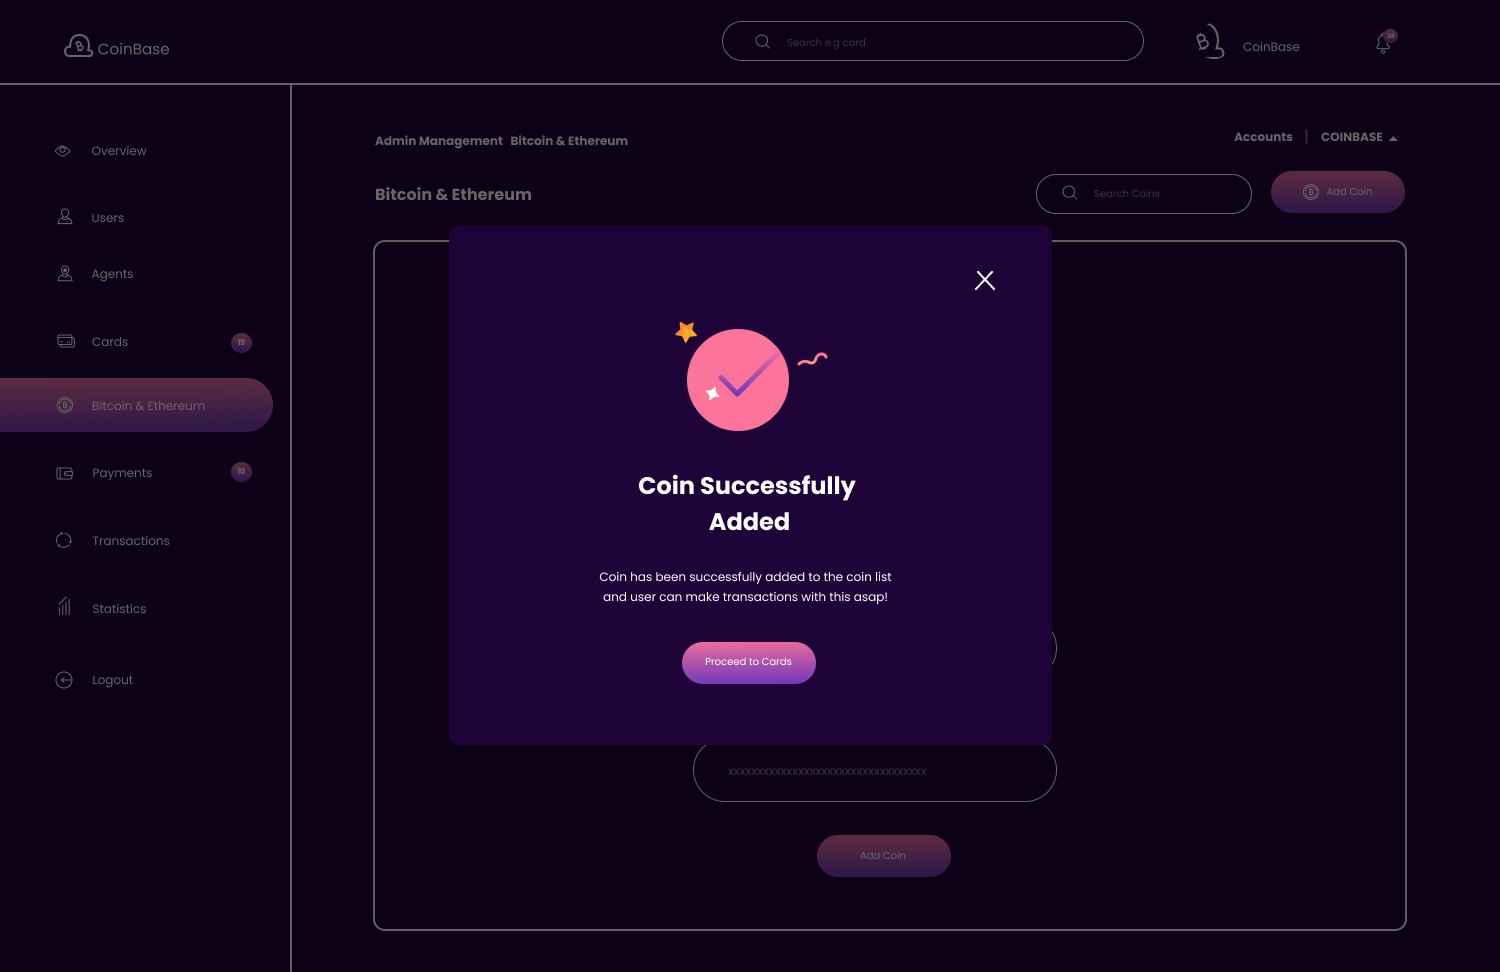 CoinBase
Search e.g card
CoinBase
34
Admin Management Bitcoin & Ethereum
Accounts | COINBASE
Bitcoin & Ethereum
Search Coins
Add Coin
Overview
Users
Agents
Cards
19
Bitcoin & Ethereum
Payments
10
Transactions
Statistics
Logout
Coin Successfully
Added
Coin has been successfully added to the coin list
and user can make transactions with this asap!
Proceed to Cards
xxxxxxxxxxxxxxxxxxxxxxxxxxxxxxxxxx
Add Coin